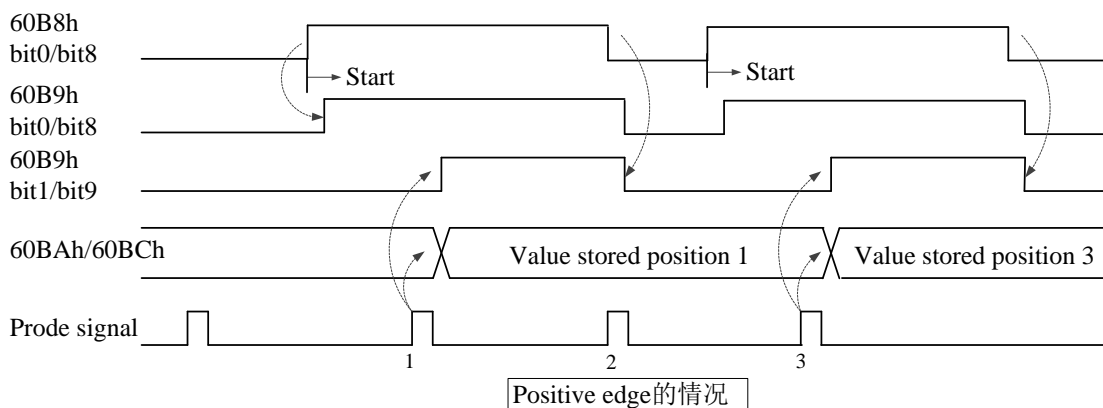 60B8h
bit0/bit8
Start
Start
60B9h
bit0/bit8
60B9h
bit1/bit9
60BAh/60BCh
Value stored position 1
Value stored position 3
Prode signal
1
2
3
Positive edge的情况